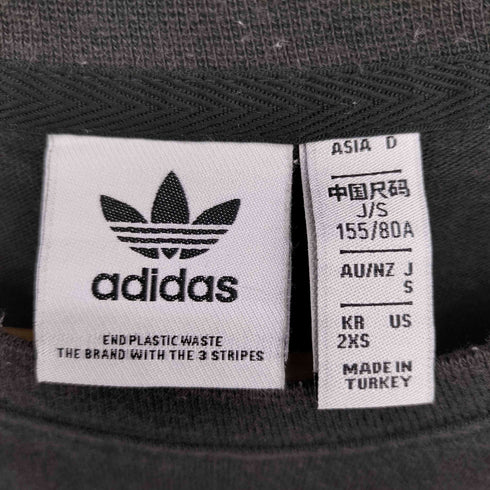 adidas
END PLASTIC WASTE
THE BRAND WITH THE 3 STRIPES
ASIA D
中国尺码
J/S
155/80A
AU/NZ J
S
KR US
2XS
MADE IN
TURKEY